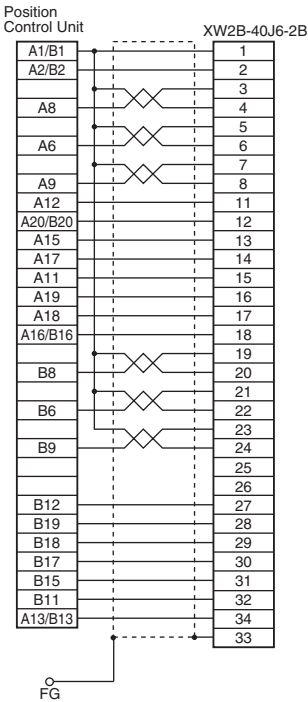 Position
Control Unit
XW2B-40J6-2B
A1/B1 1
A2/B2 2
3
A8 4
5
A6 6
7
A9 8
A12 11
A20/B20 12
A15 13
A17 14
A11 15
A19 16
A18 17
A16/B16 18
19
B8 20
21
B6 22
23
B9 24
25
26
B12 27
B19 28
B18 29
B17 30
B15 31
B11 32
A13/B13 34
33
FG